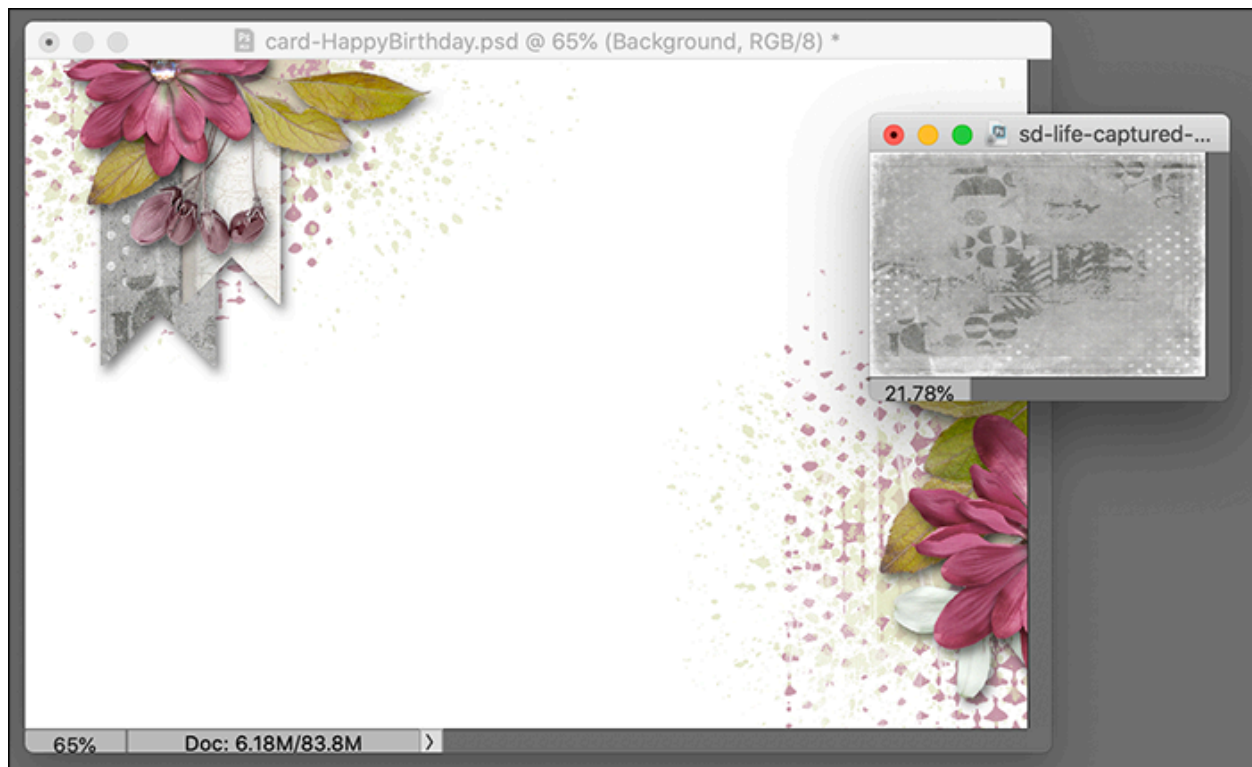 card-HappyBirthday.psd @ 65% (Background, RGB/8) *
sd-life-captured-...
21.78%
65%
Doc: 6.18M/83.8M